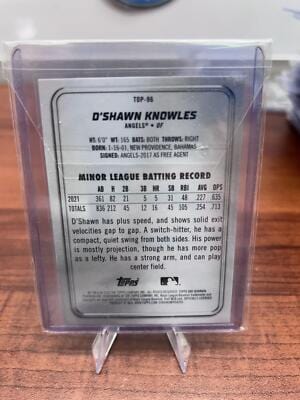 TDP-96
D'SHAWN KNOWLES
ANGELS • OF
HT: 6'0" WT: 165 BATS: BOTH THROWS: RIGHT
BORN: 1-16-01, NEW PROVIDENCE, BAHAMAS
SIGNED: ANGELS-2017 AS FREE AGENT
MINOR LEAGUE BATTING RECORD
AB H 2B 3B HR SB RBI AVG OPS
2021 361 82 21 5 5 31 48 .227 .635
TOTALS 836 212 45 12 16 45 105 .254 .713
D'Shawn has plus speed, and shows solid exit
velocities gap to gap. A switch-hitter, he has a
compact, quiet swing from both sides. His power
is mostly projection, though he has more pop
as a lefty. He has a strong arm, and can play
center field.
Topps